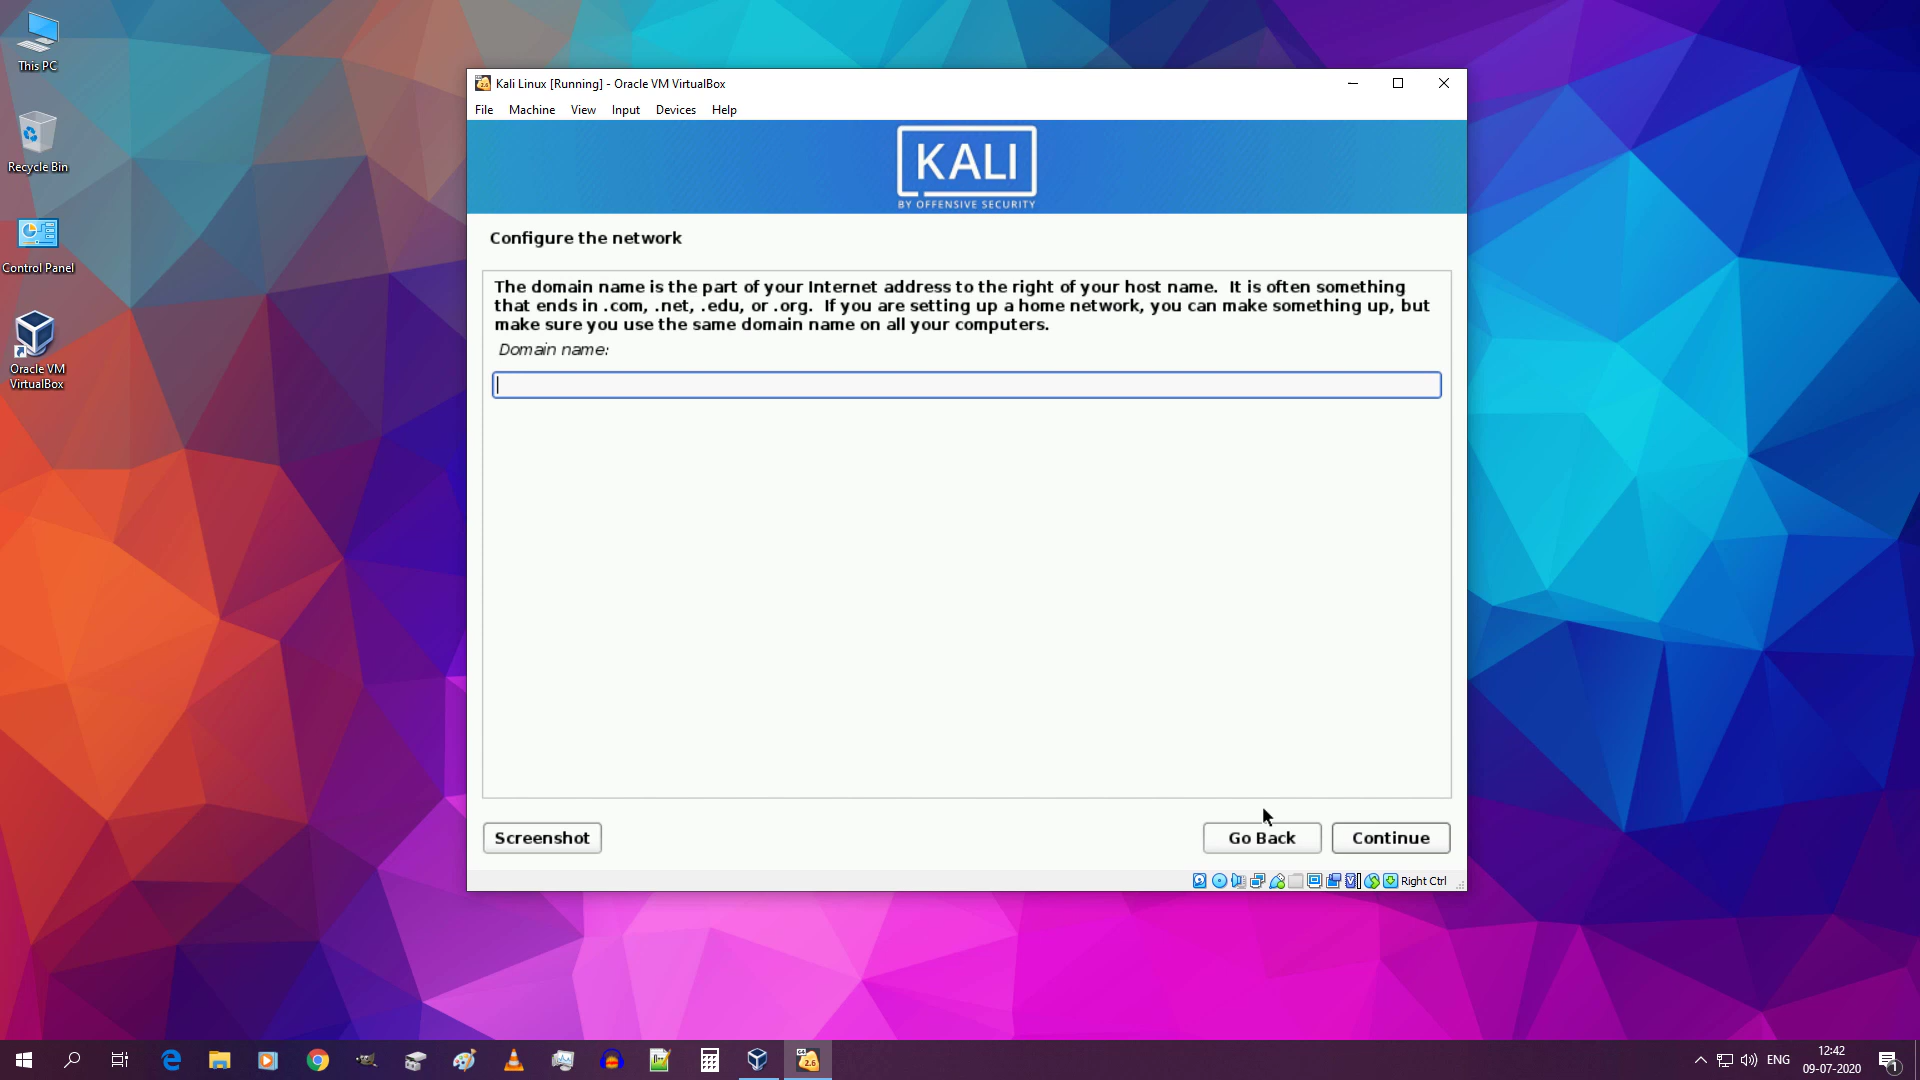 This PC
Recycle Bin
Control Panel
Oracle VM
VirtualBox
Kali Linux [Running] - Oracle VM VirtualBox
File Machine View Input Devices Help
KALI
BY OFFENSIVE SECURITY
Configure the network
The domain name is the part of your Internet address to the right of your host name.  It is often something
that ends in .com, .net, .edu, or .org.  If you are setting up a home network, you can make something up, but
make sure you use the same domain name on all your computers.
Domain name:
Screenshot
Go Back
Continue
Right Ctrl
ENG
12:42
09-07-2020
1